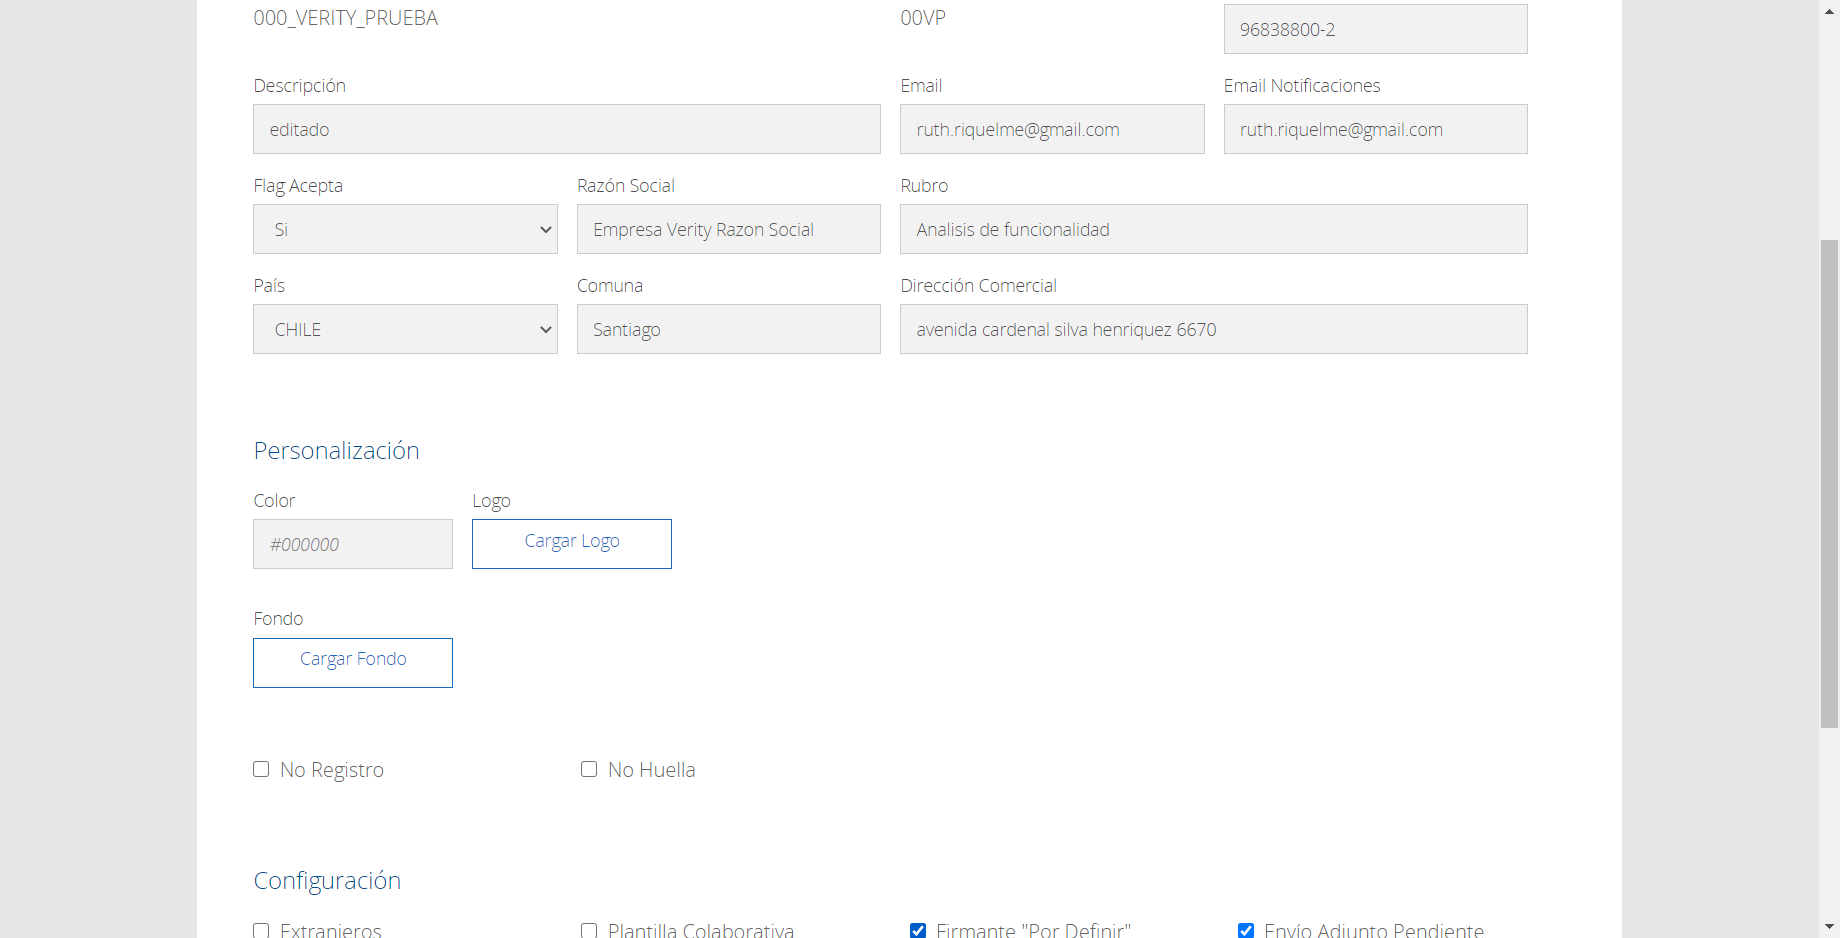 000_VERITY_PRUEBA 00VP 96838800-2
Descripción Email Email Notificaciones
editado ruth.riquelme@gmail.com ruth.riquelme@gmail.com
Flag Acepta Razón Social Rubro
Si Empresa Verity Razon Social Analisis de funcionalidad
País Comuna Dirección Comercial
CHILE Santiago avenida cardenal silva henriquez 6670
Personalización
Color Logo
#000000 Cargar Logo
Fondo
Cargar Fondo
No Registro No Huella
Configuración
Extranjeros Plantilla Colaborativa Firmante "Por Definir" Envío Adjunto Pendiente